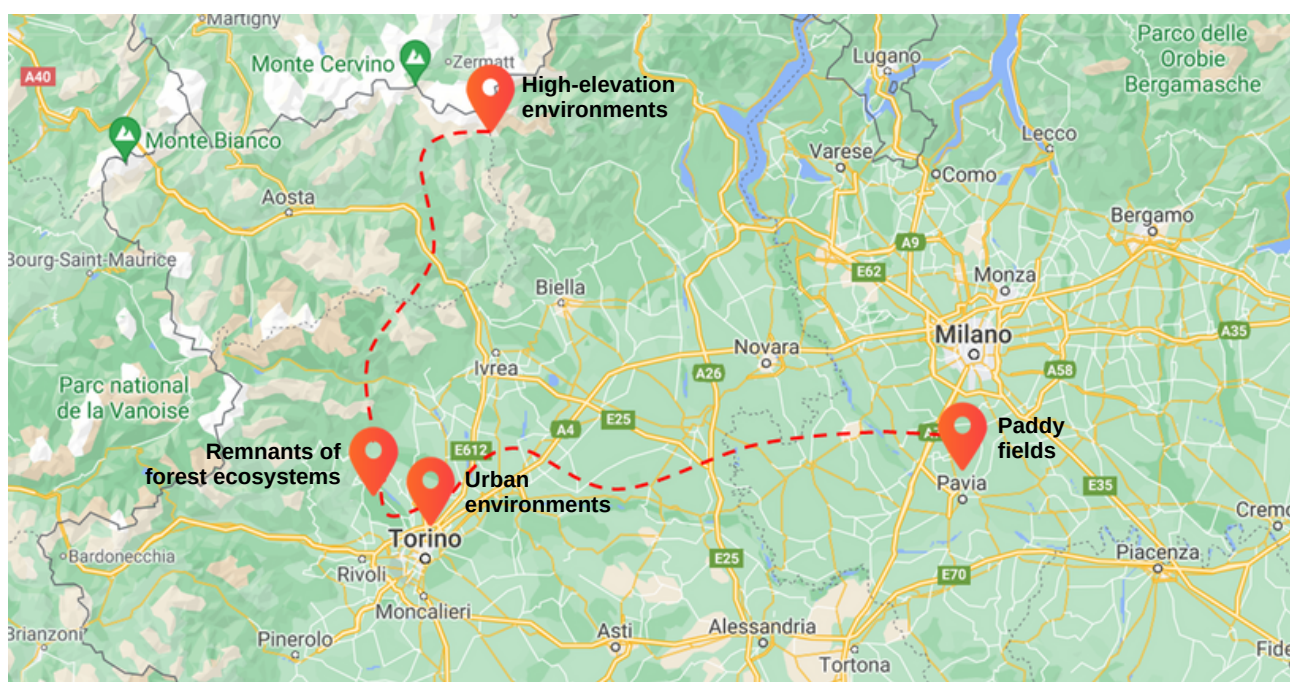 Martigny
Monte Cervino
Zermatt
A40
High-elevation
environments
Lugano
Parco delle
Orobie
Bergamasche
Monte Bianco
Varese
Como
Lecco
Aosta
Bergamo
Bourg-Saint-Maurice
A9
E62
Monza
Biella
Milano
A35
Novara
Ivrea
A26
A58
Parc national
de la Vanoise
E25
A4
Remnants of
forest ecosystems
E612
Urban
environments
Paddy
fields
Pavia
E35
Cremo
Torino
Bardonecchia
Rivoli
E25
E70
Piacenza
Moncalieri
Brianzoni
Pinerolo
Asti
Alessandria
Tortona
Fide